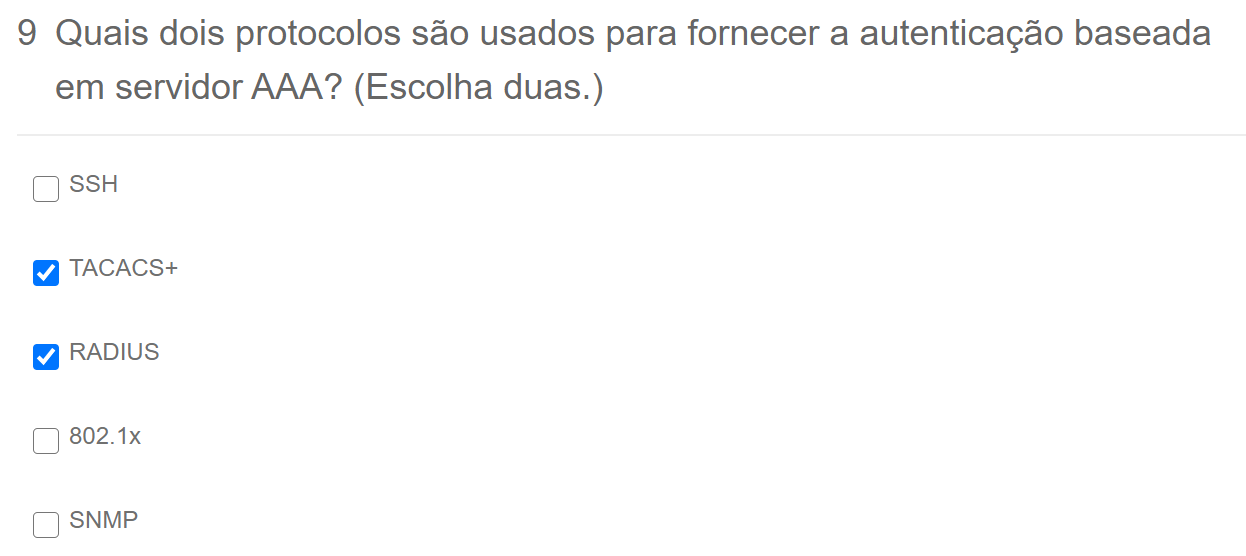 9 Quais dois protocolos são usados para fornecer a autenticação baseada
em servidor AAA? (Escolha duas.)
SSH
TACACS+
RADIUS
802.1x
SNMP